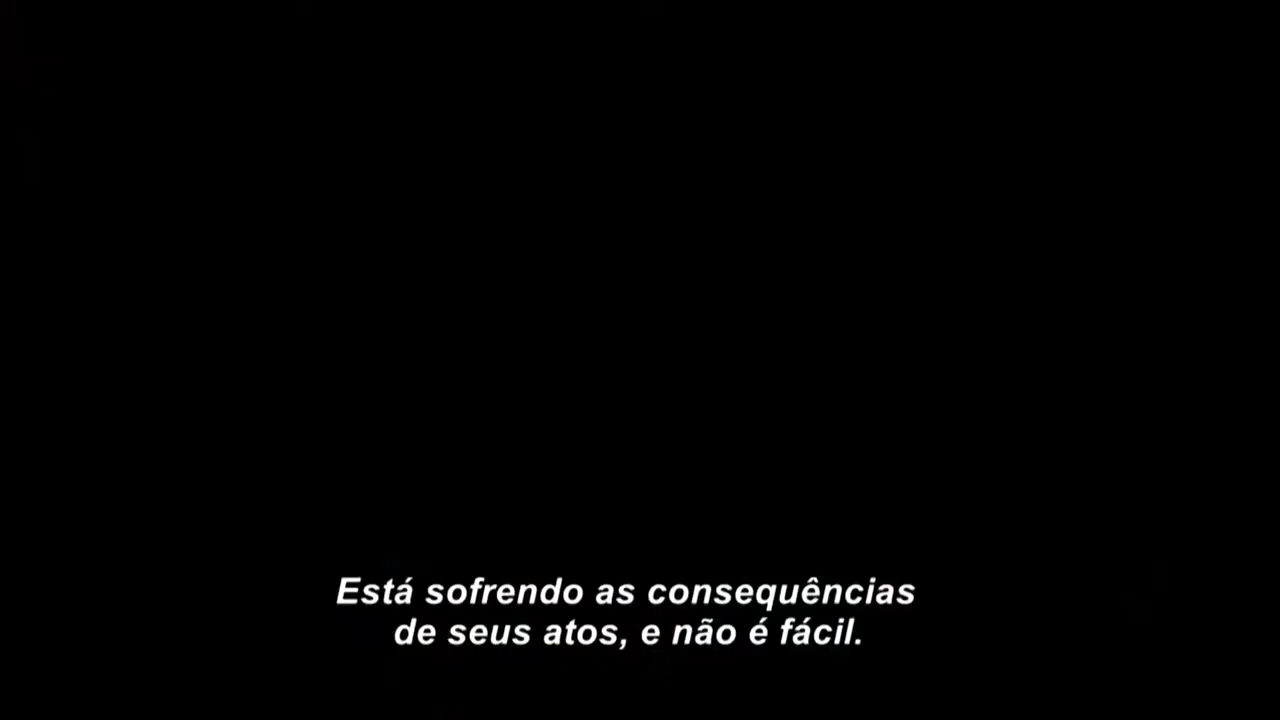 Está sofrendo as consequências
de seus atos, e não é fácil.